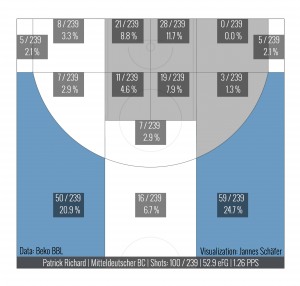 8 / 239
3.3 %
21 / 239
8.8 %
28 / 239
11.7 %
0 / 239
0.0 %
5 / 239
2.1 %
5 / 239
2.1 %
7 / 239
2.9 %
11 / 239
4.6 %
19 / 239
7.9 %
3 / 239
1.3 %
7 / 239
2.9 %
50 / 239
20.9 %
16 / 239
6.7 %
59 / 239
24.7 %
Data: Beko BBL
Visualization: Jannes Schäfer
Patrick Richard | Mitteldeutscher BC | Shots: 100 / 239 | 52.9 eFG | 1.26 PPS